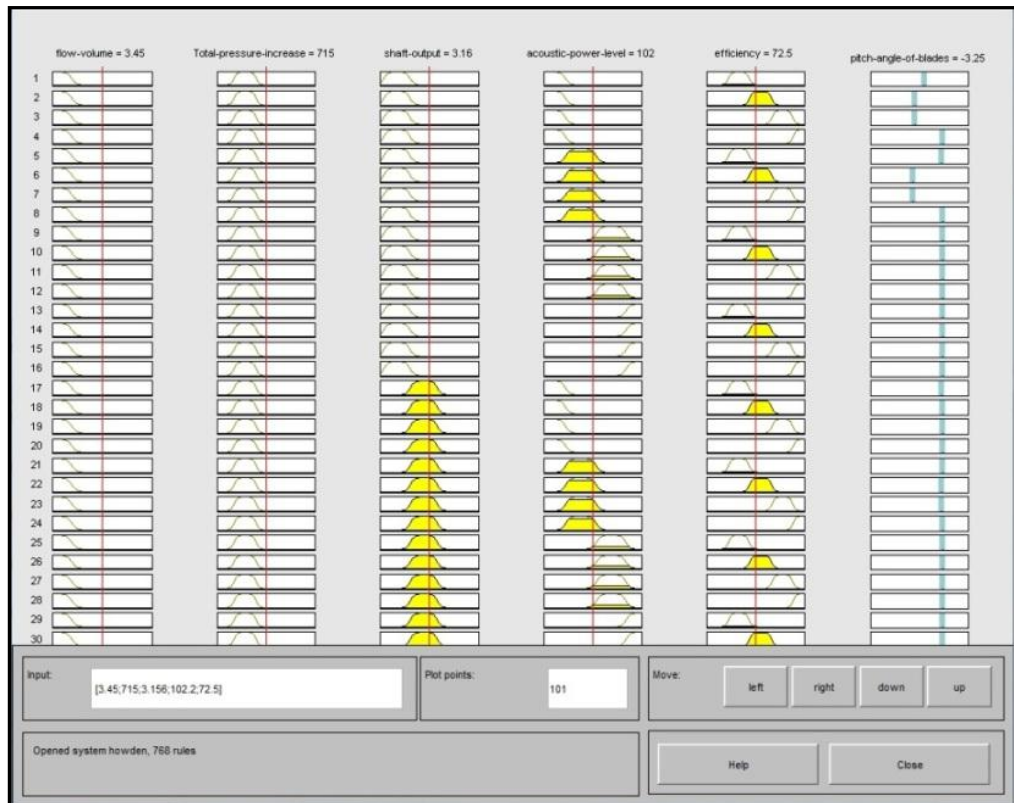 flow-volume = 3.45
Total-pressure-increase = 715
shaft-output = 3.16
acoustic-power-level = 102
efficiency = 72.5
pitch-angle-of-blades = -3.25
1
2
3
4
5
6
7
8
9
10
11
12
13
14
15
16
17
18
19
20
21
22
23
24
25
26
27
28
29
30
Input:
[3.45;715;3.156;102.2;72.5]
Plot points:
101
Move:
left
right
down
up
Opened system howden, 768 rules
Help
Close